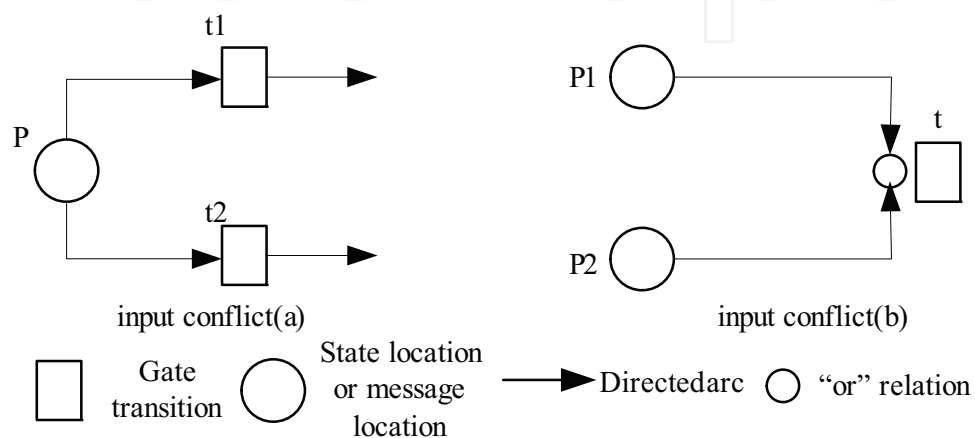 t1
P
t2
input conflict(a)
P1
t
P2
input conflict(b)
Gate
transition
State location
or message
location
Directedarc
“or” relation